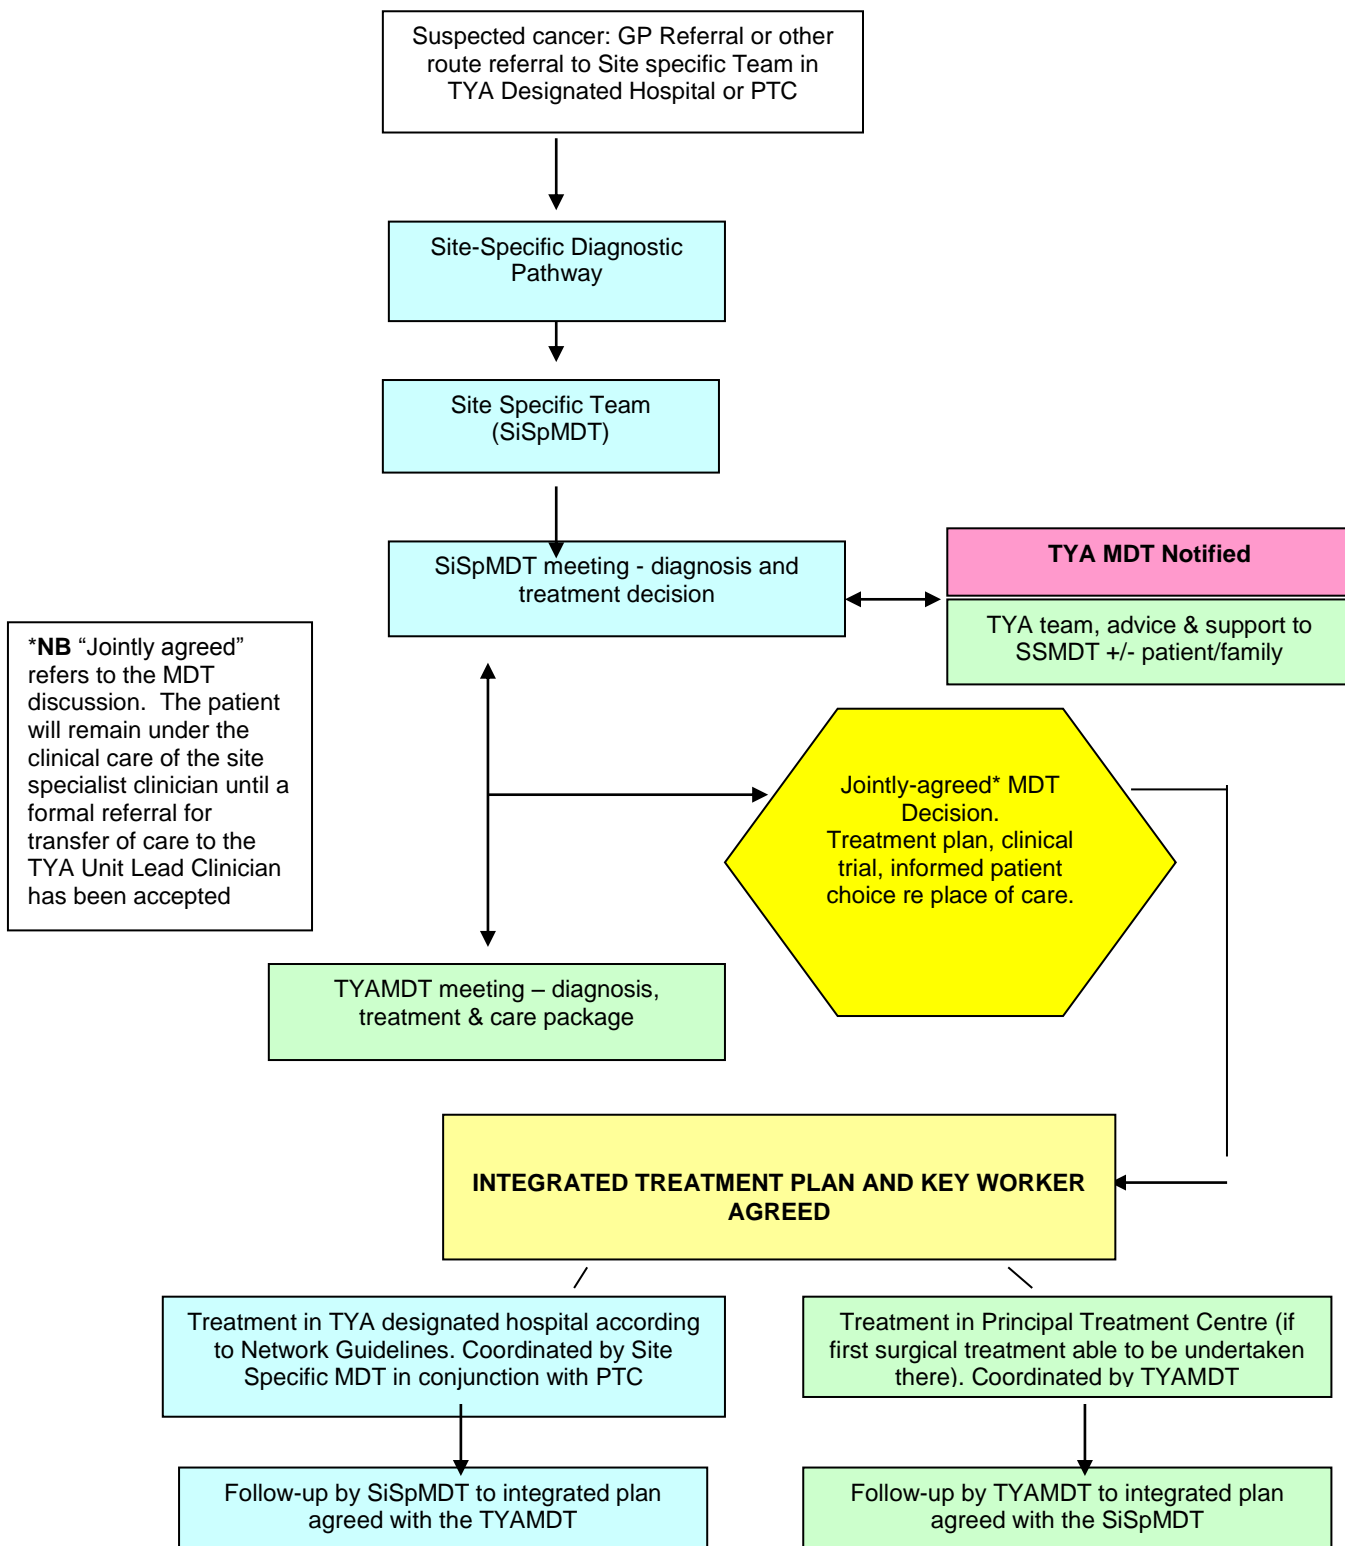 Suspected cancer: GP Referral or other
route referral to Site specific Team in
TYA Designated Hospital or PTC
Site-Specific Diagnostic
Pathway
Site Specific Team
(SiSpMDT)
SiSpMDT meeting - diagnosis and
treatment decision
TYA MDT Notified
TYA team, advice & support to
SSMDT +/- patient/family
*NB “Jointly agreed”
refers to the MDT
discussion.  The patient
will remain under the
clinical care of the site
specialist clinician until a
formal referral for
transfer of care to the
TYA Unit Lead Clinician
has been accepted
Jointly-agreed* MDT
Decision.
Treatment plan, clinical
trial, informed patient
choice re place of care.
TYAMDT meeting – diagnosis,
treatment & care package
INTEGRATED TREATMENT PLAN AND KEY WORKER
AGREED
Treatment in TYA designated hospital according
to Network Guidelines. Coordinated by Site
Specific MDT in conjunction with PTC
Treatment in Principal Treatment Centre (if
first surgical treatment able to be undertaken
there). Coordinated by TYAMDT
Follow-up by SiSpMDT to integrated plan
agreed with the TYAMDT
Follow-up by TYAMDT to integrated plan
agreed with the SiSpMDT